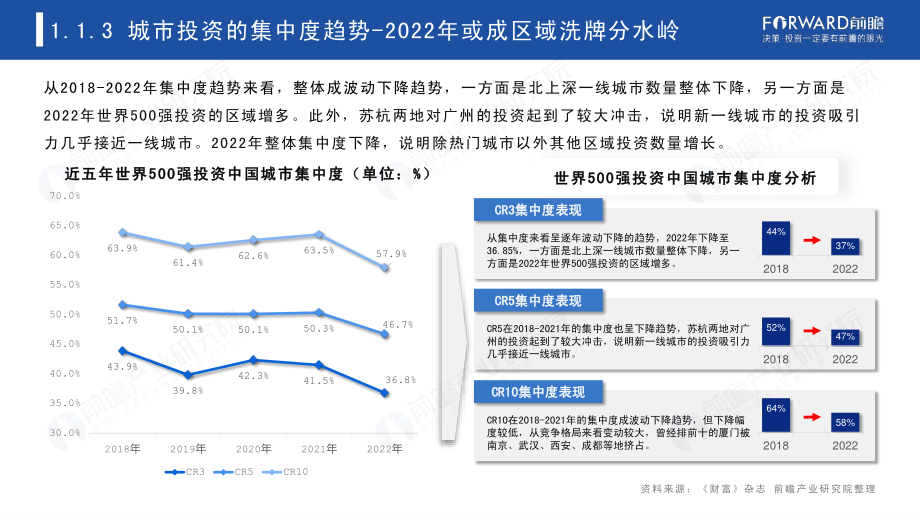 1.1.3 城市投资的集中度趋势-2022年或成区域洗牌分水岭
FORWARD前瞻
决策·投资一定要有前瞻的眼光
从2018-2022年集中度趋势来看，整体成波动下降趋势，一方面是北上深一线城市数量整体下降，另一方面是
2022年世界500强投资的区域增多。此外，苏杭两地对广州的投资起到了较大冲击，说明新一线城市的投资吸引
力几乎接近一线城市。2022年整体集中度下降，说明除热门城市以外其他区域投资数量增长。
近五年世界500强投资中国城市集中度（单位：%）
70.0%
65.0%
60.0%
55.0%
50.0%
45.0%
40.0%
35.0%
30.0%
63.9%
61.4%
62.6%
63.5%
57.9%
51.7%
50.1%
50.1%
50.3%
46.7%
43.9%
39.8%
42.3%
41.5%
36.8%
2018年
2019年
2020年
2021年
2022年
CR3
CR5
CR10
世界500强投资中国城市集中度分析
CR3集中度表现
从集中度来看呈逐年波动下降的趋势，2022年下降至
36.85%，一方面是北上深一线城市数量整体下降，另一
方面是2022年世界500强投资的区域增多。
44%
37%
2018
2022
CR5集中度表现
CR5在2018-2021年的集中度也呈下降趋势，苏杭两地对广
州的投资起到了较大冲击，说明新一线城市的投资吸引力
几乎接近一线城市。
52%
47%
2018
2022
CR10集中度表现
CR10在2018-2021年的集中度成波动下降趋势，但下降幅
度较低，从竞争格局来看变动较大，曾经排前十的厦门被
南京、武汉、西安、成都等地挤占。
64%
58%
2018
2022
资料来源：《财富》杂志 前瞻产业研究院整理
前瞻产业研究院